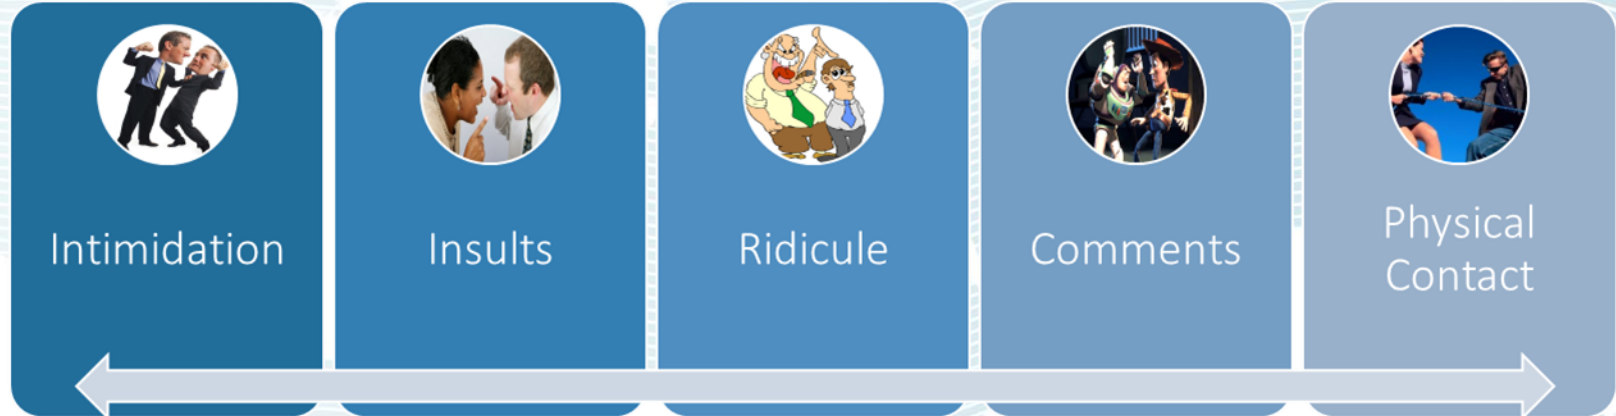 Intimidation
Insults
Ridicule
Comments
Physical
Contact